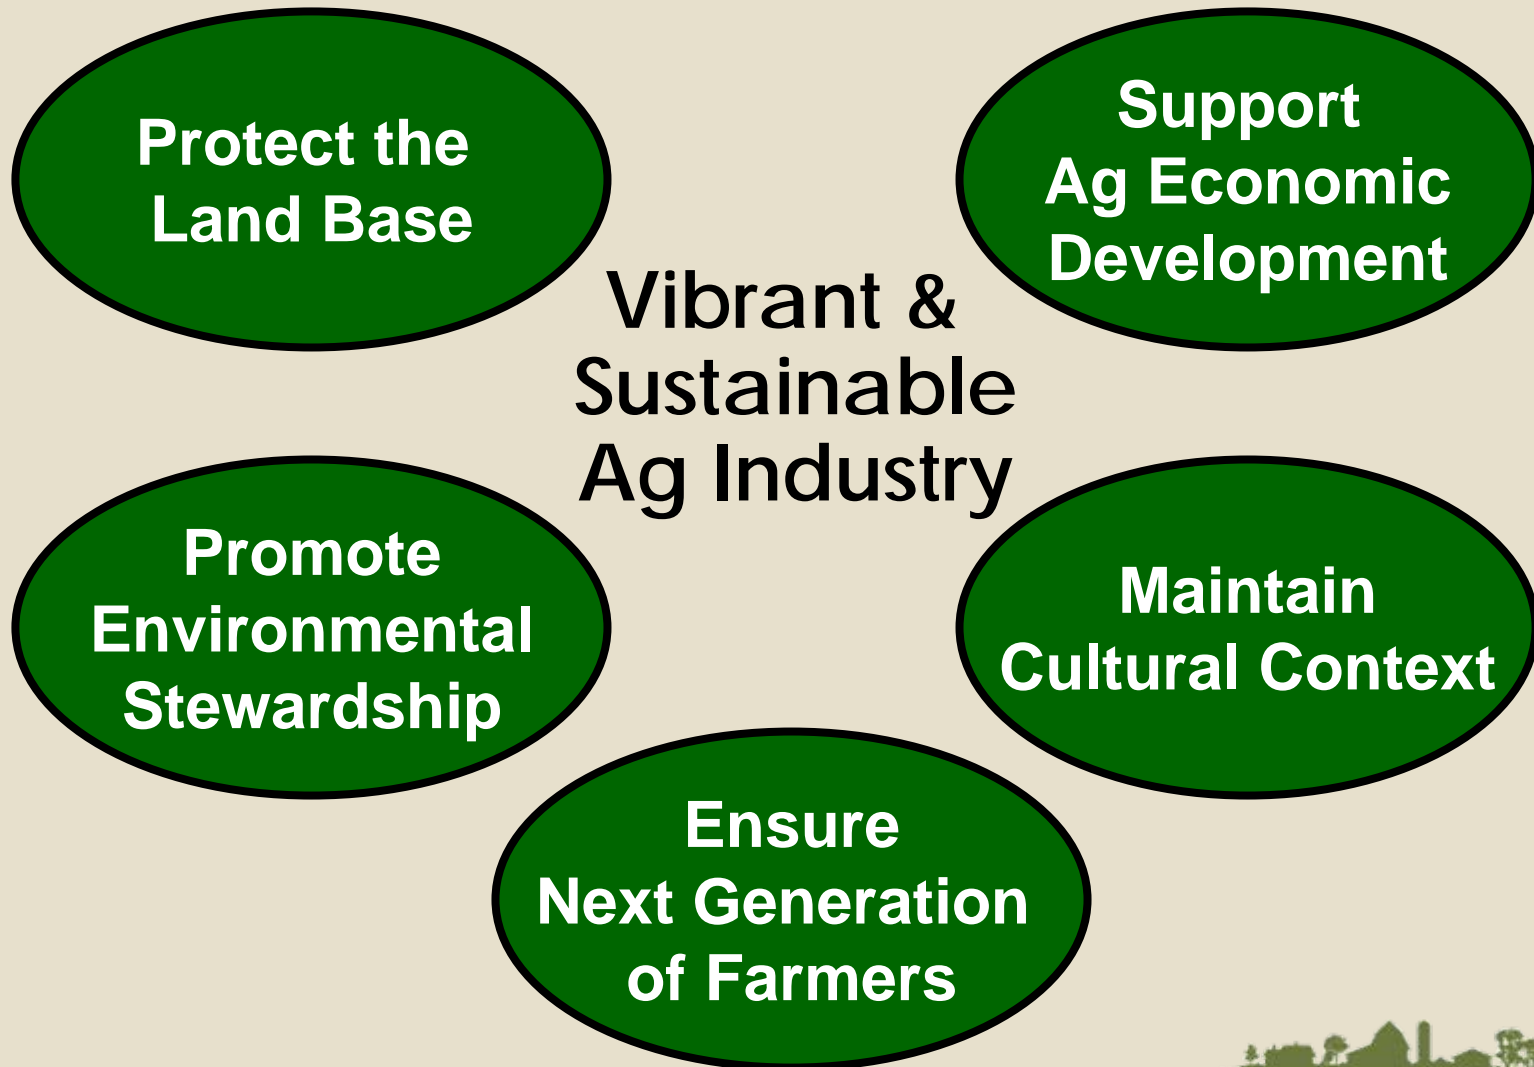 Protect the
Land Base
Support
Ag Economic
Development
Vibrant &
Sustainable
Ag Industry
Promote
Environmental
Stewardship
Maintain
Cultural Context
Ensure
Next Generation
of Farmers